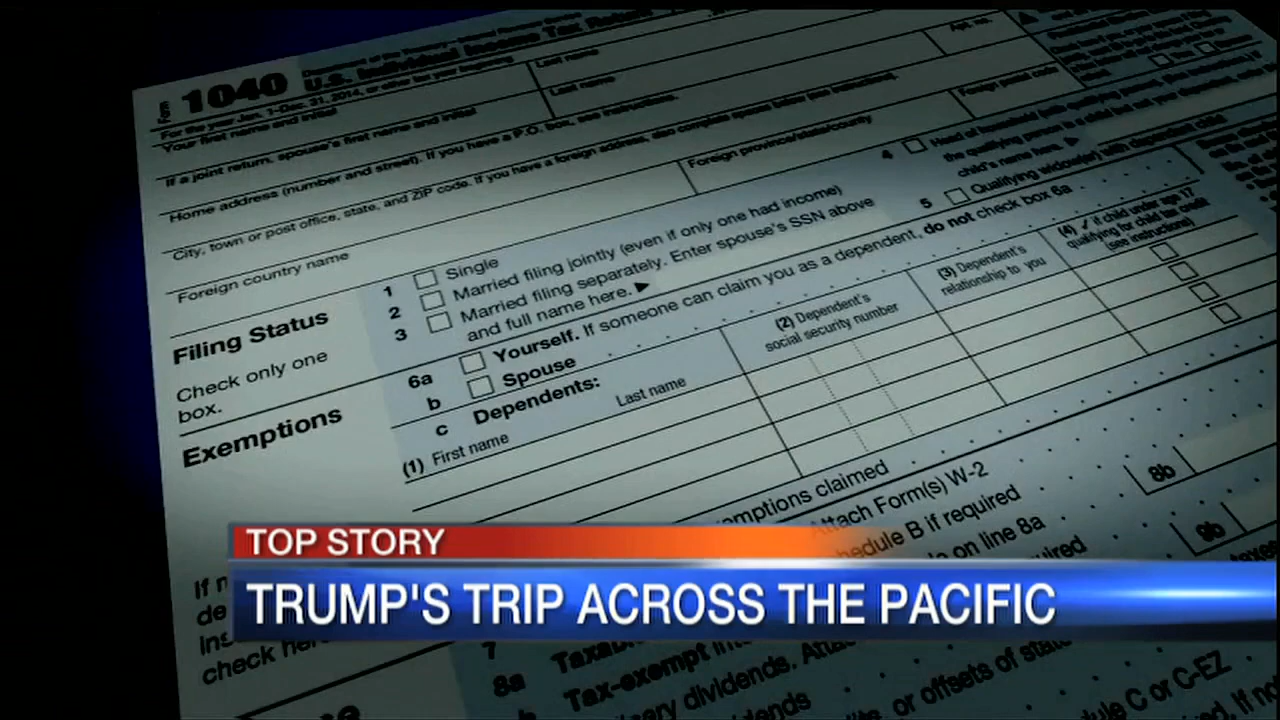 Form 1040 U.S. Individual Income Tax Return
For the year Jan. 1–Dec. 31, 2014, or other tax year beginning
Your first name and initial
Last name
If a joint return, spouse's first name and initial
Last name
Home address (number and street). If you have a P.O. box, see instructions.
Apt. no.
City, town or post office, state, and ZIP code. If you have a foreign address, also complete spaces below (see instructions).
Foreign country name
Foreign province/state/county
Foreign postal code
Filing Status
Check only one
box.
1 Single
2 Married filing jointly (even if only one had income)
3 Married filing separately. Enter spouse's SSN above
and full name here. ▶
4 Head of household (with qualifying person).
the qualifying person is a child but not your dependent,
child's name here. ▶
5 Qualifying widow(er) with dependent child
Exemptions
6a Yourself. If someone can claim you as a dependent, do not check box 6a
b Spouse
c Dependents:
(1) First name Last name
(2) Dependent's
social security number
(3) Dependent's
relationship to you
(4) ✓ if child under age 17
qualifying for child tax credit
(see instructions)
emptions claimed
Attach Form(s) W-2
hedule B if required
on line 8a
8b
9b
If
de
ins
check here
7
8a
Tax-exempt
dividends.
dividends
or offsets of state
C or C-EZ
TOP STORY
TRUMP'S TRIP ACROSS THE PACIFIC